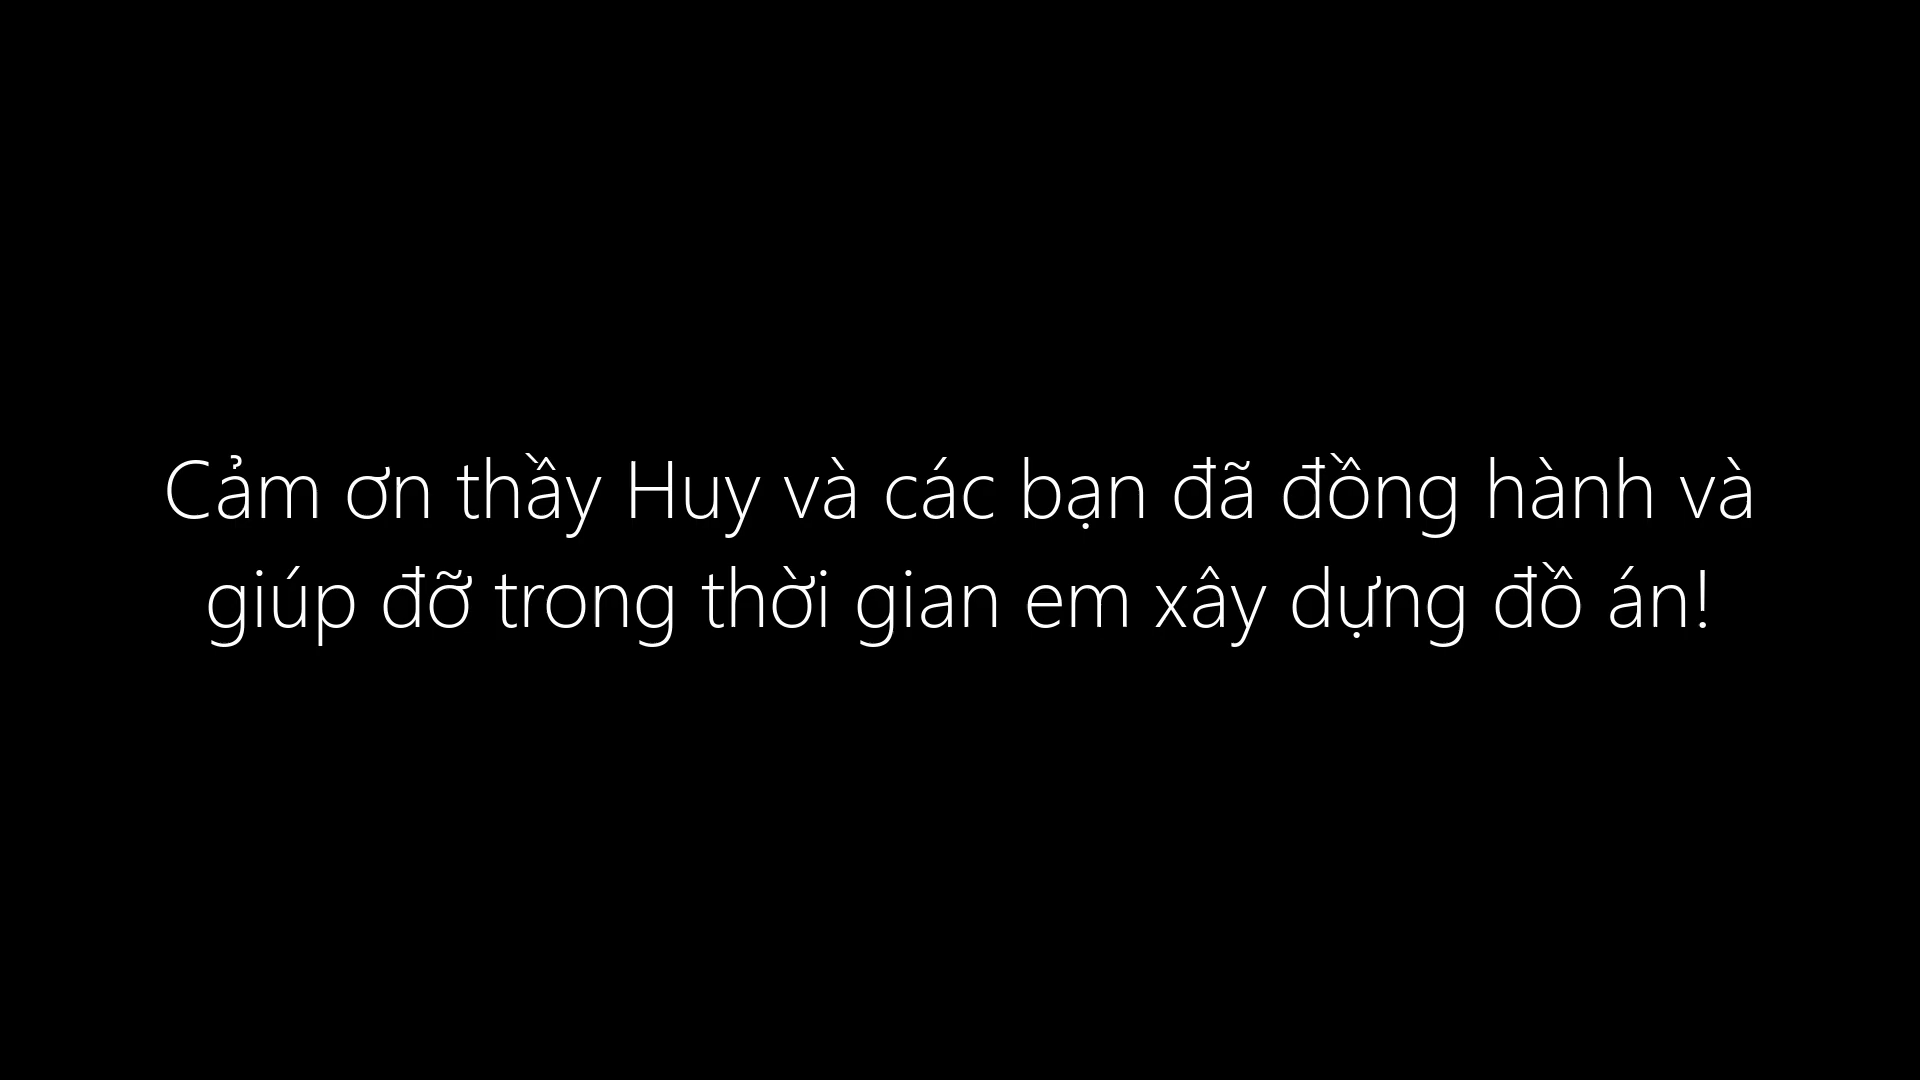 Cảm ơn thầy Huy và các bạn đã đồng hành và
giúp đỡ trong thời gian em xây dựng đồ án!